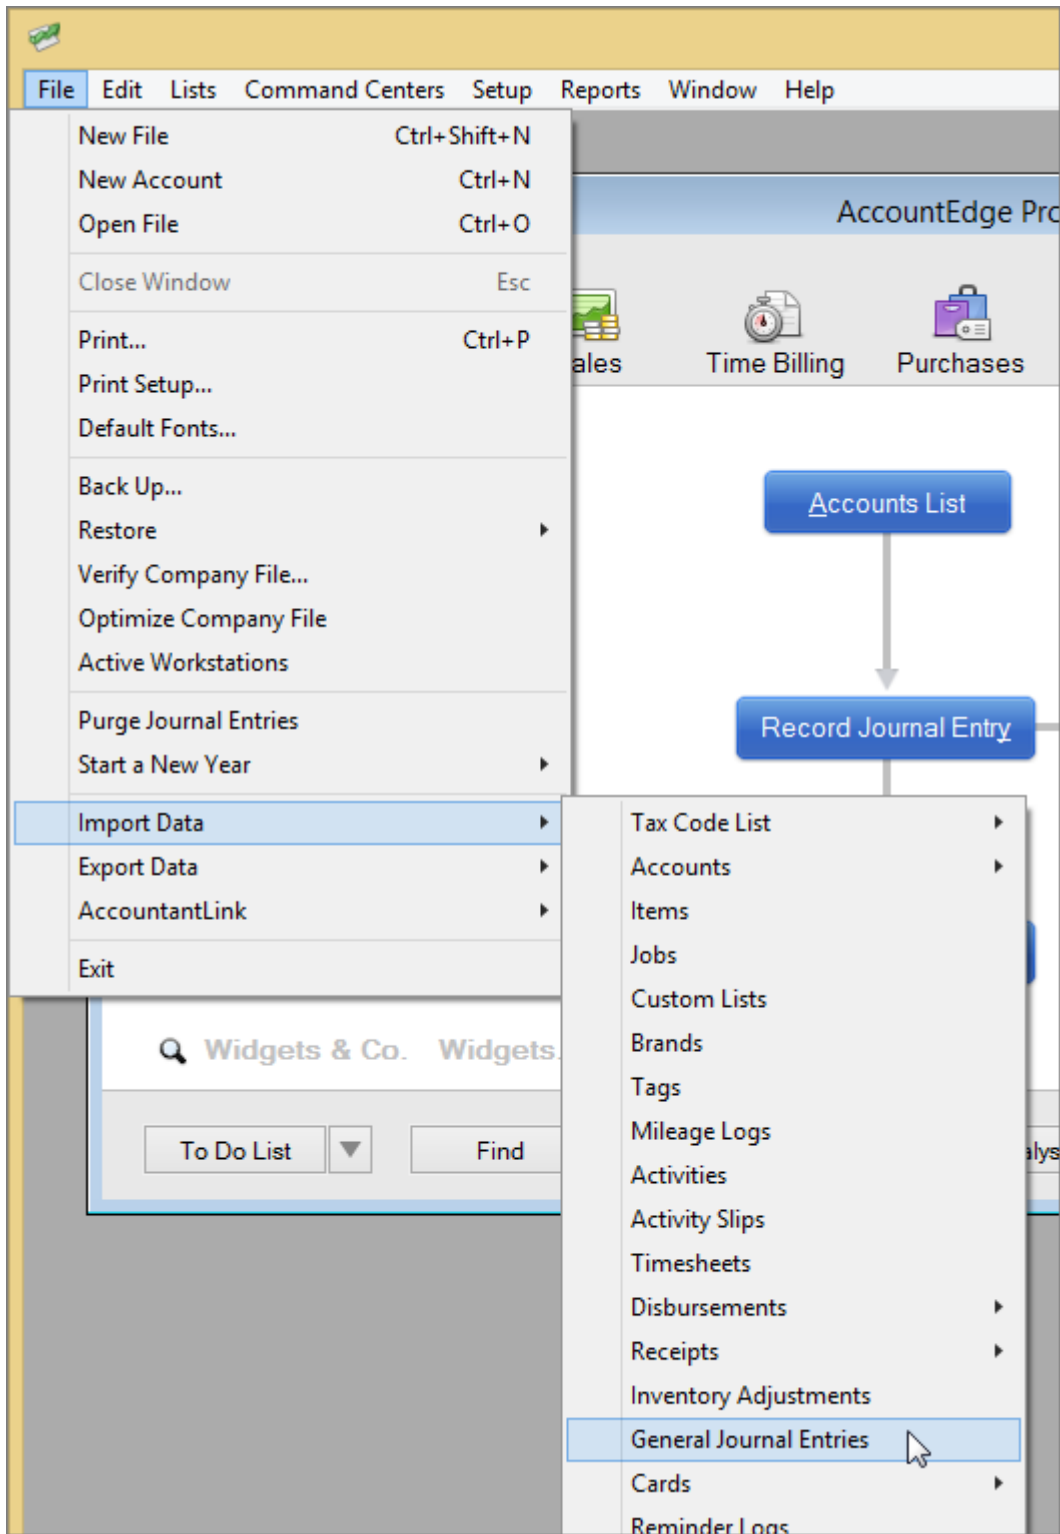 File Edit Lists Command Centers Setup Reports Window Help
New File Ctrl+Shift+N
New Account Ctrl+N
Open File Ctrl+O
Close Window Esc
Print... Ctrl+P
Print Setup...
Default Fonts...
Back Up...
Restore
Verify Company File...
Optimize Company File
Active Workstations
Purge Journal Entries
Start a New Year
Import Data
Export Data
AccountantLink
Exit
AccountEdge Pro
ales Time Billing Purchases
Accounts List
Record Journal Entry
Tax Code List
Accounts
Items
Jobs
Custom Lists
Brands
Tags
Mileage Logs
Activities
Activity Slips
Timesheets
Disbursements
Receipts
Inventory Adjustments
General Journal Entries
Cards
Reminder Logs
Widgets & Co. Widgets.
To Do List Find alys